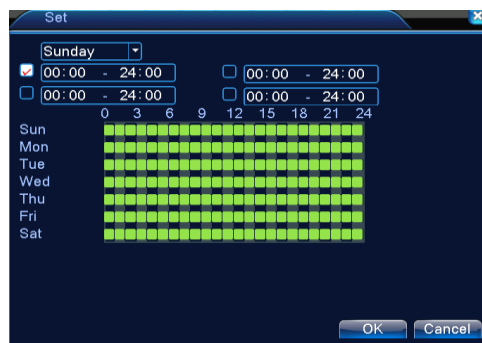 Set
Sunday
00:00 - 24:00 00:00 - 24:00
00:00 - 24:00 00:00 - 24:00
0 3 6 9 12 15 18 21 24
Sun
Mon
Tue
Wed
Thu
Fri
Sat
OK Cancel